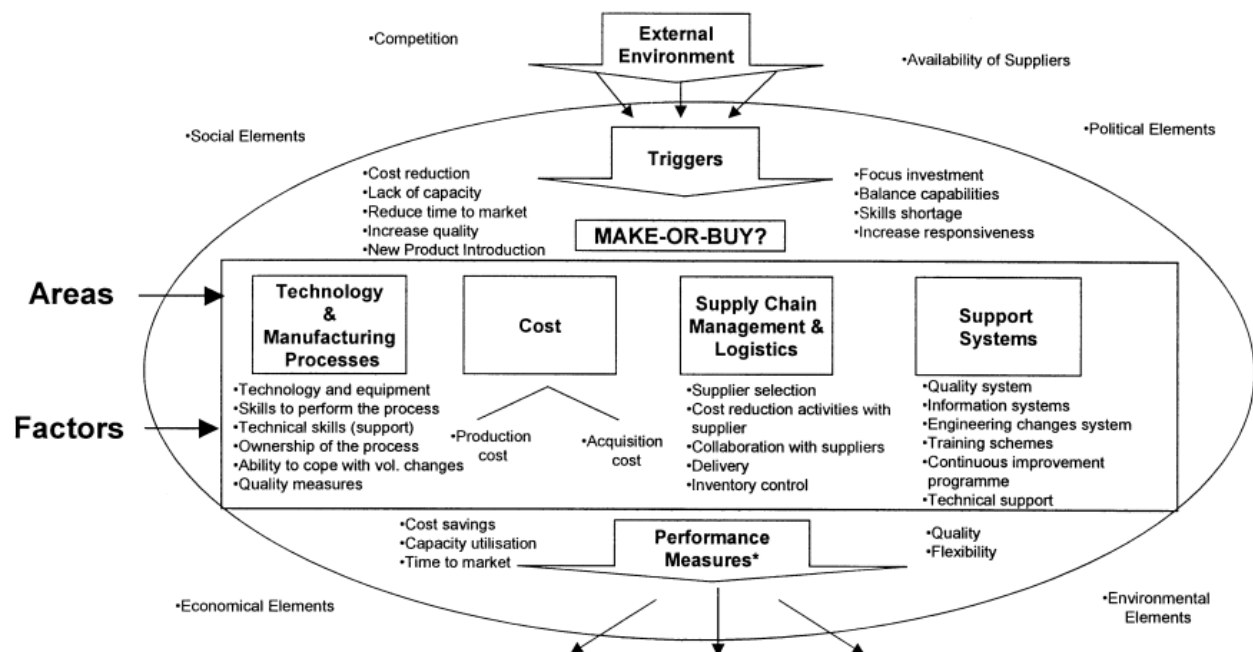 •Competition
External
Environment
•Availability of Suppliers
•Social Elements
•Political Elements
Triggers
•Cost reduction
•Lack of capacity
•Reduce time to market
•Increase quality
•New Product Introduction
•Focus investment
•Balance capabilities
•Skills shortage
•Increase responsiveness
MAKE-OR-BUY?
Areas
Technology
&
Manufacturing
Processes
Cost
Supply Chain
Management &
Logistics
Support
Systems
Factors
•Technology and equipment
•Skills to perform the process
•Technical skills (support)
•Ownership of the process
•Ability to cope with vol. changes
•Quality measures
•Production
cost
•Acquisition
cost
•Supplier selection
•Cost reduction activities with
supplier
•Collaboration with suppliers
•Delivery
•Inventory control
•Quality system
•Information systems
•Engineering changes system
•Training schemes
•Continuous improvement
programme
•Technical support
•Cost savings
•Capacity utilisation
•Time to market
Performance
Measures*
•Quality
•Flexibility
•Economical Elements
•Environmental
Elements